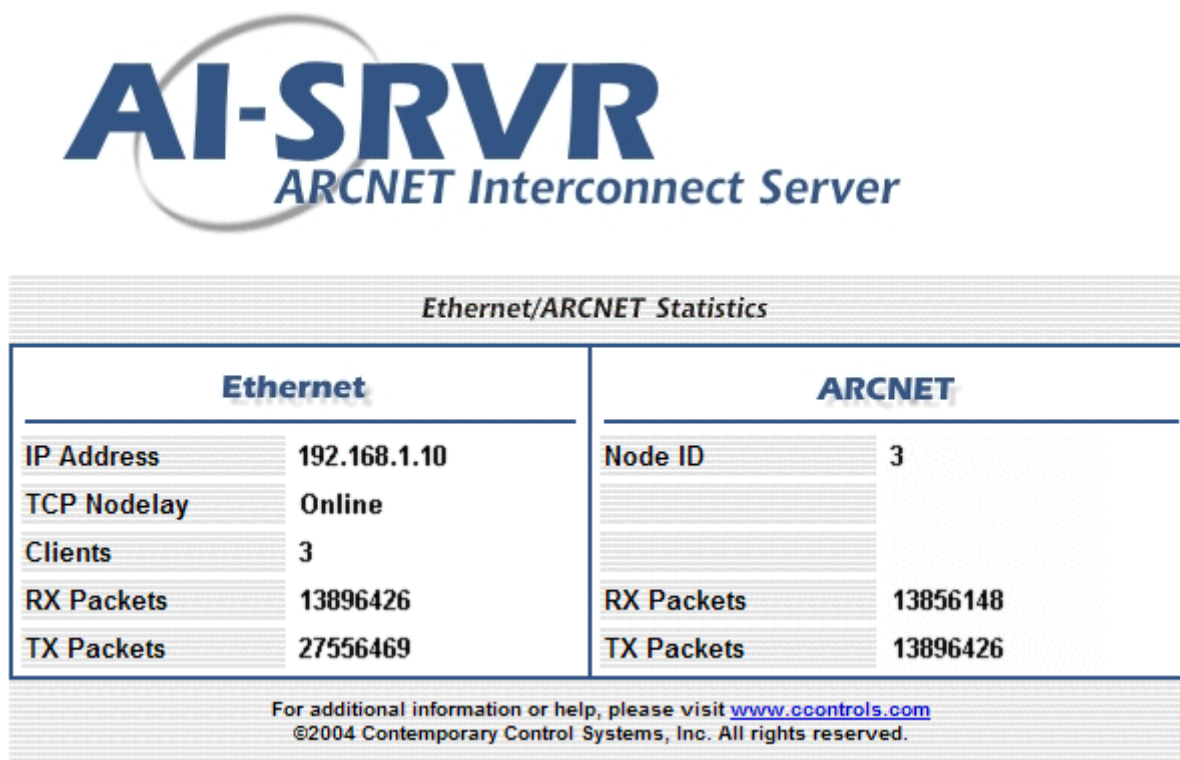 AI-SRVR
ARCNET Interconnect Server
Ethernet/ARCNET Statistics
Ethernet
IP Address 192.168.1.10
TCP Nodelay Online
Clients 3
RX Packets 13896426
TX Packets 27556469
ARCNET
Node ID 3
RX Packets 13856148
TX Packets 13896426
For additional information or help, please visit www.ccontrols.com
©2004 Contemporary Control Systems, Inc. All rights reserved.